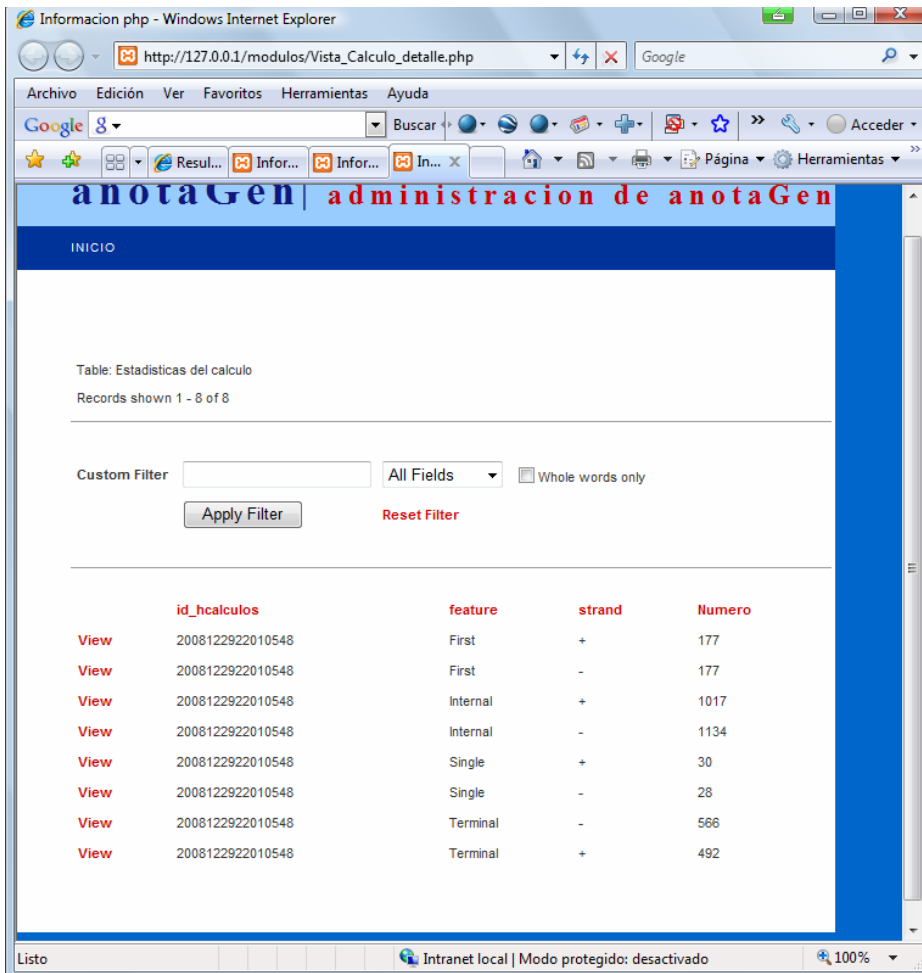 Informacion php - Windows Internet Explorer
http://127.0.0.1/modulos/Vista_Calculo_detalle.php Google
Archivo Edición Ver Favoritos Herramientas Ayuda
Google Buscar Acceder
Resul... Infor... Infor... In... Página Herramientas
anotaGen| administracion de anotaGen
INICIO
Table: Estadisticas del calculo
Records shown 1 - 8 of 8
Custom Filter All Fields Whole words only
Apply Filter Reset Filter
id_hcalculos feature strand Numero
View 2008122922010548 First + 177
View 2008122922010548 First - 177
View 2008122922010548 Internal + 1017
View 2008122922010548 Internal - 1134
View 2008122922010548 Single + 30
View 2008122922010548 Single - 28
View 2008122922010548 Terminal - 566
View 2008122922010548 Terminal + 492
Listo Intranet local | Modo protegido: desactivado 100%